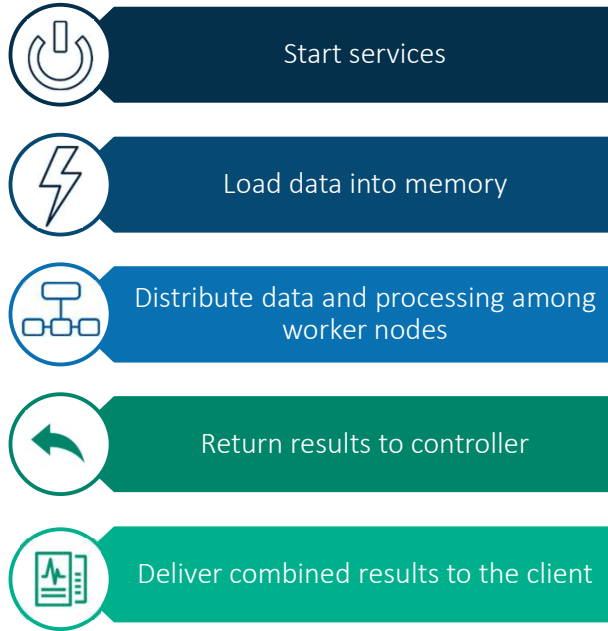 Start services
Load data into memory
Distribute data and processing among
worker nodes
Return results to controller
Deliver combined results to the client